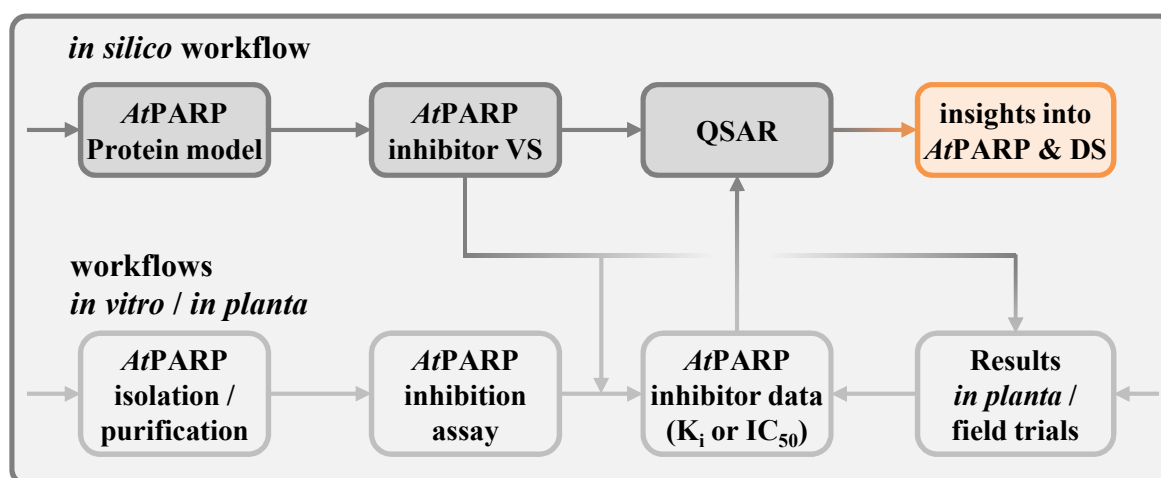 in silico workflow
AtPARP
Protein model
AtPARP
inhibitor VS
QSAR
insights into
AtPARP & DS
workflows
in vitro / in planta
AtPARP
isolation /
purification
AtPARP
inhibition
assay
AtPARP
inhibitor data
(Ki or IC50)
Results
in planta /
field trials